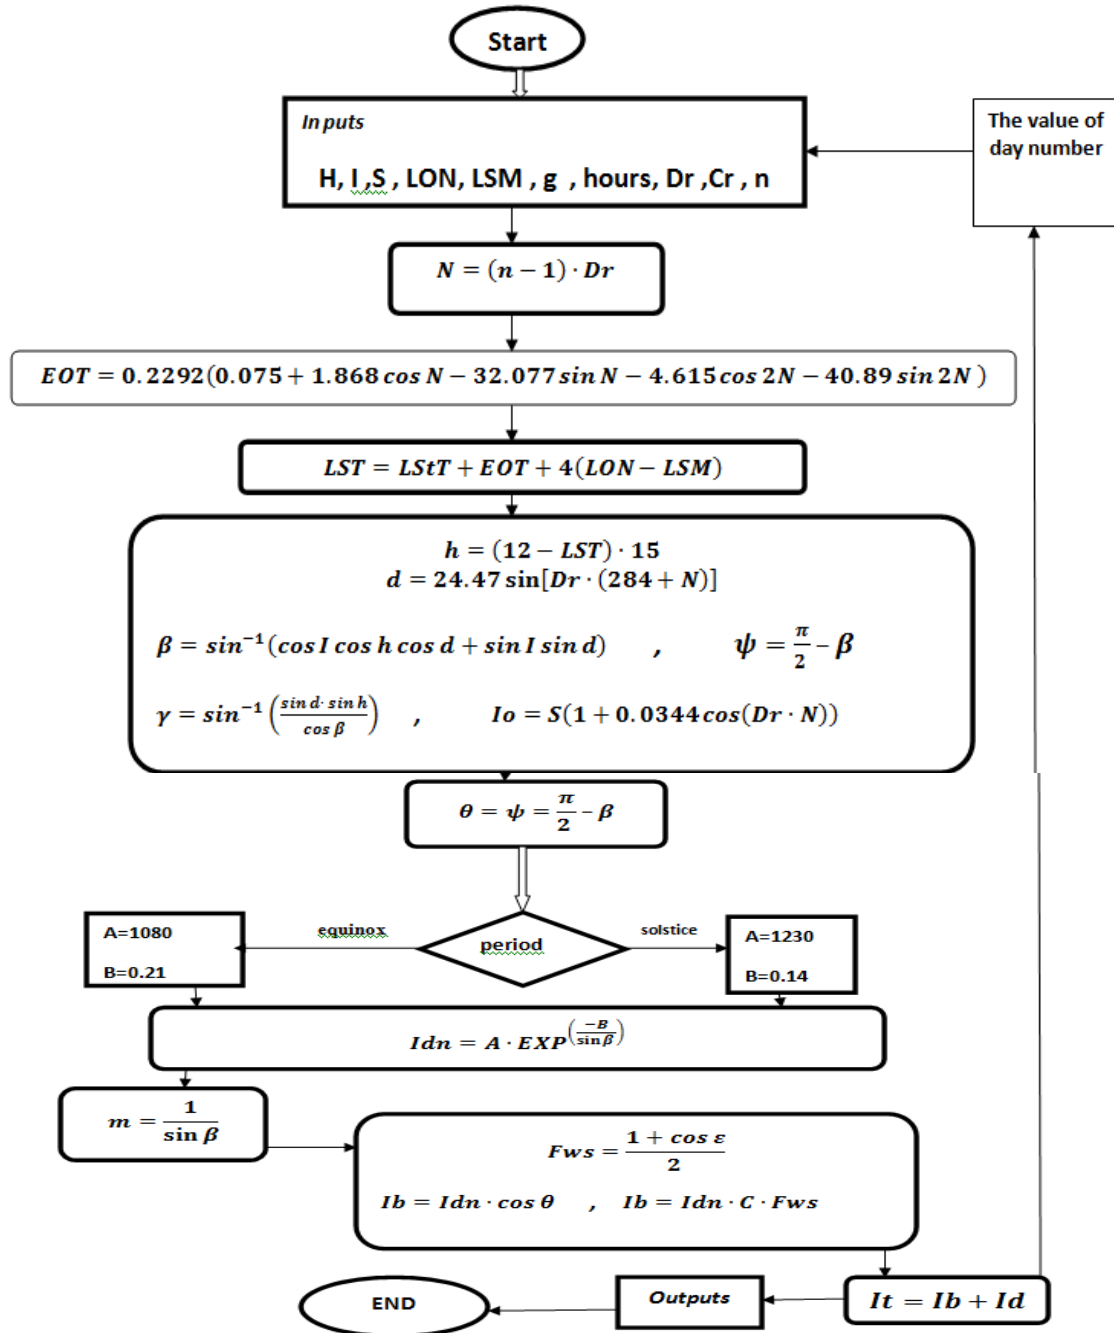 Start
Inputs
H, I ,S , LON, LSM , g , hours, Dr ,Cr , n
The value of
day number
N = (n − 1) · Dr
EOT = 0.2292(0.075 + 1.868 cos N − 32.077 sin N − 4.615 cos 2N − 40.89 sin 2N )
LST = LStT + EOT + 4(LON − LSM)
h = (12 − LST) · 15
d = 24.47 sin[Dr · (284 + N)]
β = sin⁻¹(cos I cos h cos d + sin I sin d) , ψ = π/2 − β
γ = sin⁻¹(sin d· sin h / cos β) , Io = S(1 + 0.0344 cos(Dr · N))
θ = ψ = π/2 − β
period
equinox
solstice
A=1080
B=0.21
A=1230
B=0.14
Idn = A · EXP^(−B / sin β)
m = 1 / sin β
Fws = (1 + cos ε) / 2
Ib = Idn · cos θ , Ib = Idn · C · Fws
It = Ib + Id
Outputs
END